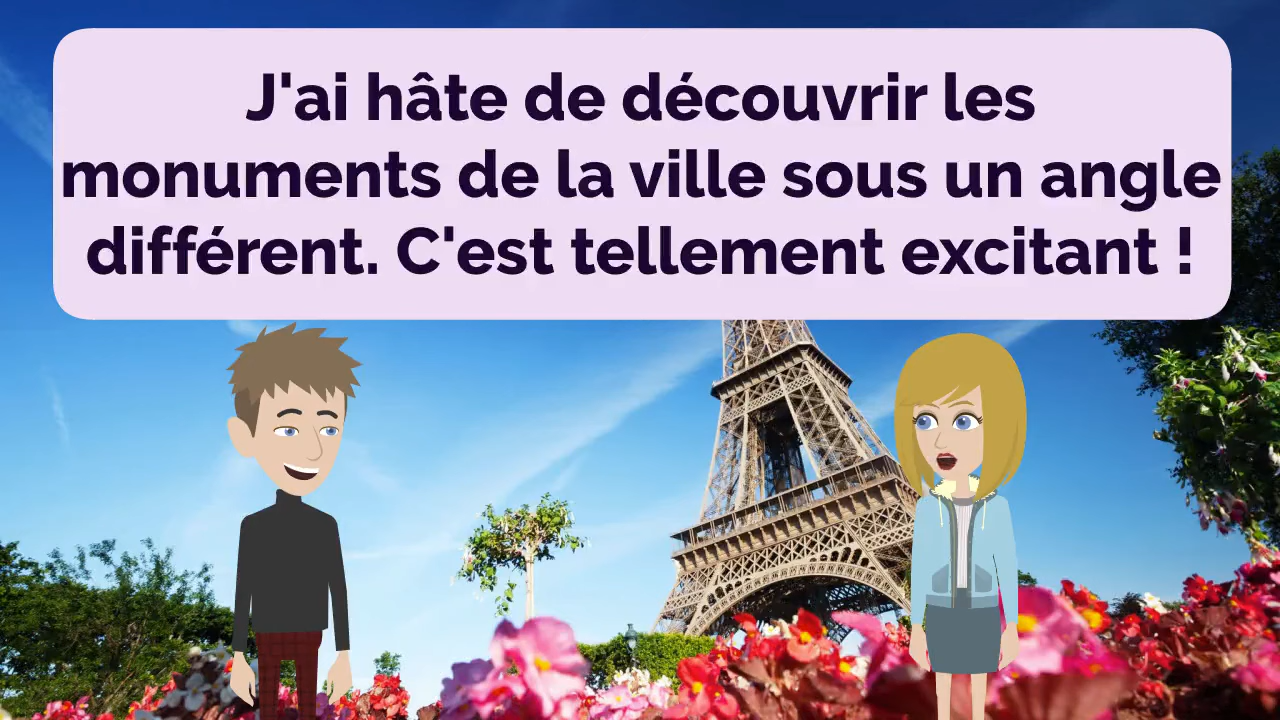 J'ai hâte de découvrir les
monuments de la ville sous un angle
différent. C'est tellement excitant !